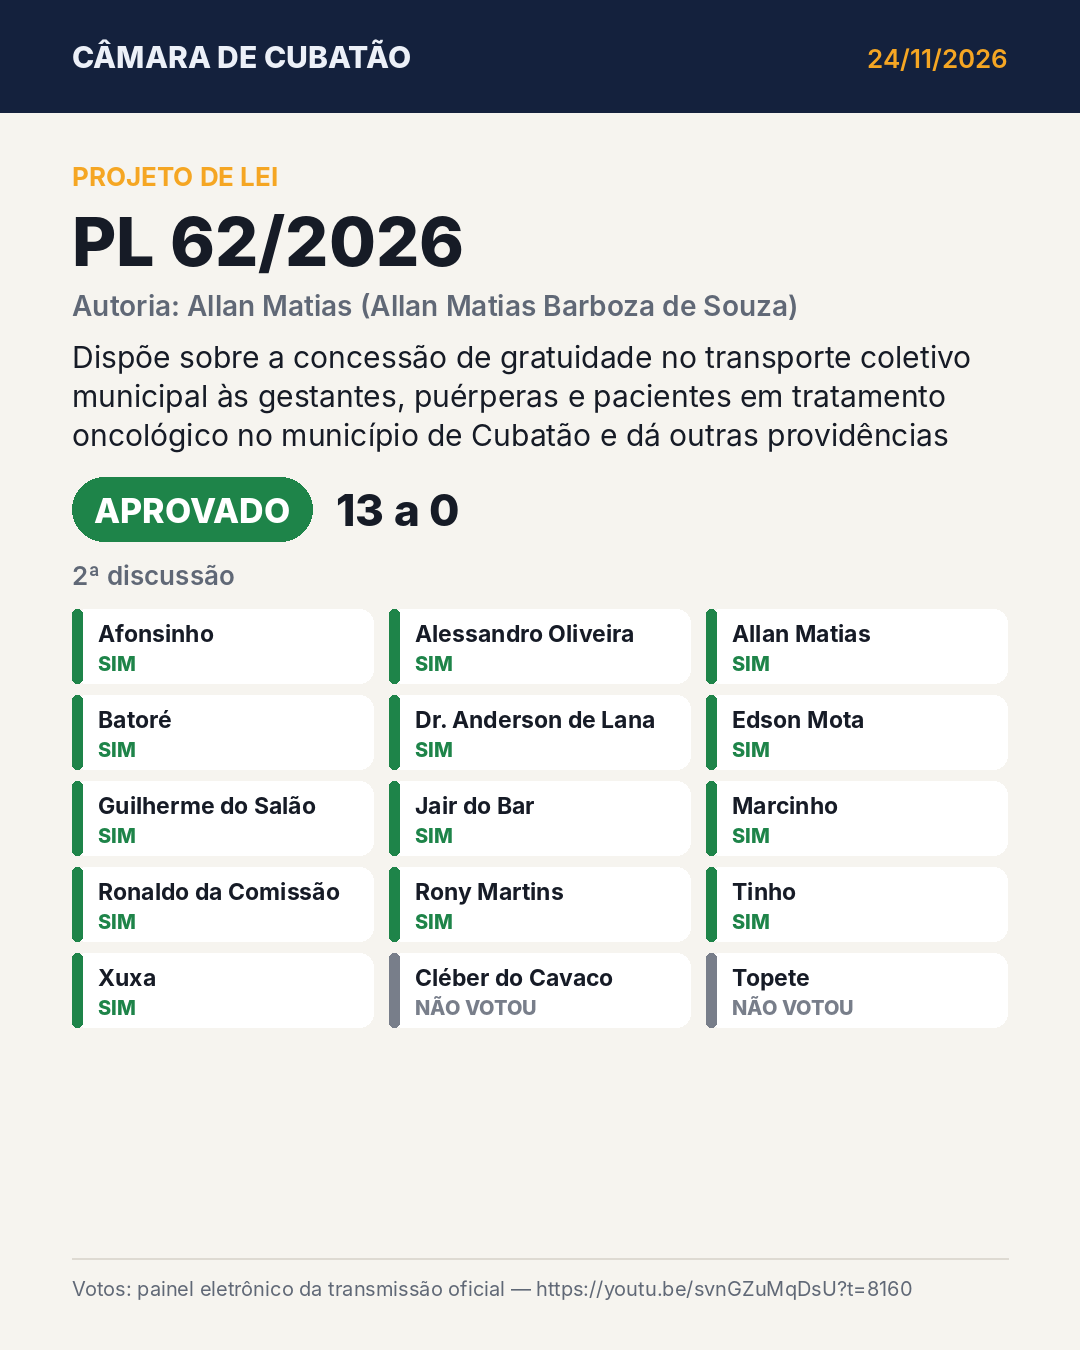 CÂMARA DE CUBATÃO
24/11/2026
PROJETO DE LEI
PL 62/2026
Autoria: Allan Matias (Allan Matias Barboza de Souza)
Dispõe sobre a concessão de gratuidade no transporte coletivo
municipal às gestantes, puérperas e pacientes em tratamento
oncológico no município de Cubatão e dá outras providências
APROVADO 13 a 0
2ª discussão
Afonsinho
SIM
Alessandro Oliveira
SIM
Allan Matias
SIM
Batoré
SIM
Dr. Anderson de Lana
SIM
Edson Mota
SIM
Guilherme do Salão
SIM
Jair do Bar
SIM
Marcinho
SIM
Ronaldo da Comissão
SIM
Rony Martins
SIM
Tinho
SIM
Xuxa
SIM
Cléber do Cavaco
NÃO VOTOU
Topete
NÃO VOTOU
Votos: painel eletrônico da transmissão oficial — https://youtu.be/svnGZuMqDsU?t=8160